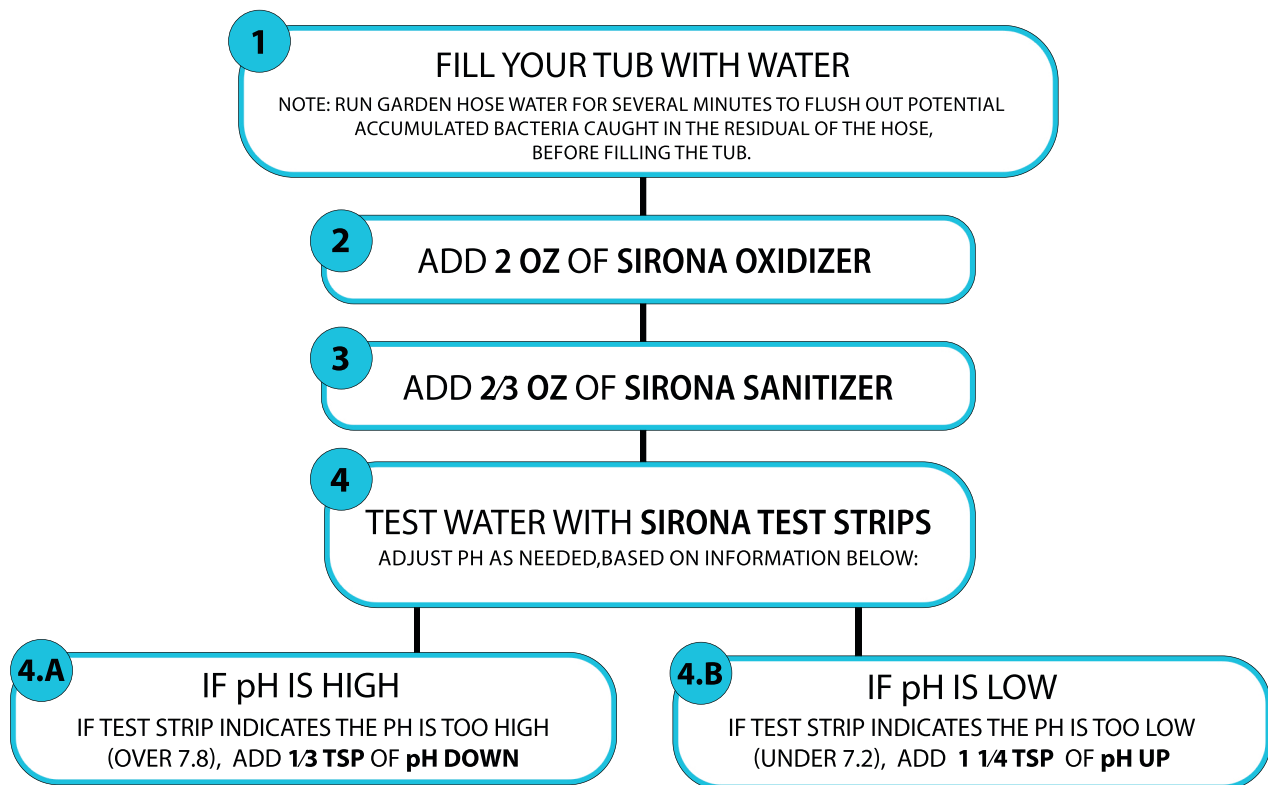 1
FILL YOUR TUB WITH WATER
NOTE: RUN GARDEN HOSE WATER FOR SEVERAL MINUTES TO FLUSH OUT POTENTIAL
ACCUMULATED BACTERIA CAUGHT IN THE RESIDUAL OF THE HOSE,
BEFORE FILLING THE TUB.
2
ADD 2 OZ OF SIRONA OXIDIZER
3
ADD 2/3 OZ OF SIRONA SANITIZER
4
TEST WATER WITH SIRONA TEST STRIPS
ADJUST PH AS NEEDED,BASED ON INFORMATION BELOW:
4.A
IF pH IS HIGH
IF TEST STRIP INDICATES THE PH IS TOO HIGH
(OVER 7.8), ADD 1/3 TSP OF pH DOWN
4.B
IF pH IS LOW
IF TEST STRIP INDICATES THE PH IS TOO LOW
(UNDER 7.2), ADD 1 1/4 TSP OF pH UP